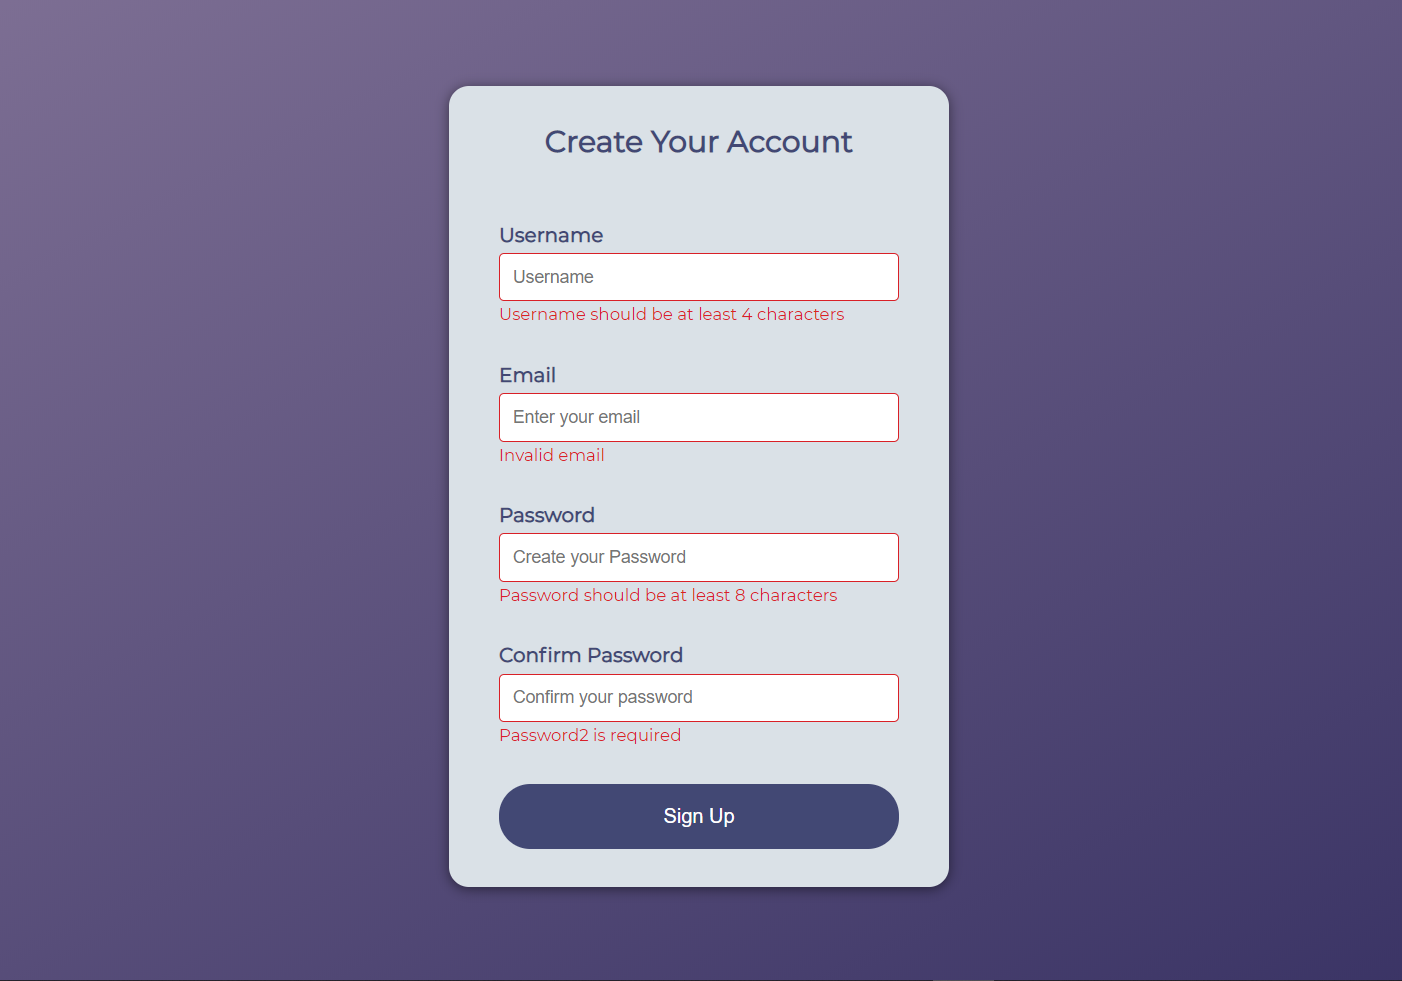 Create Your Account
Username
Username
Username should be at least 4 characters
Email
Enter your email
Invalid email
Password
Create your Password
Password should be at least 8 characters
Confirm Password
Confirm your password
Password2 is required
Sign Up